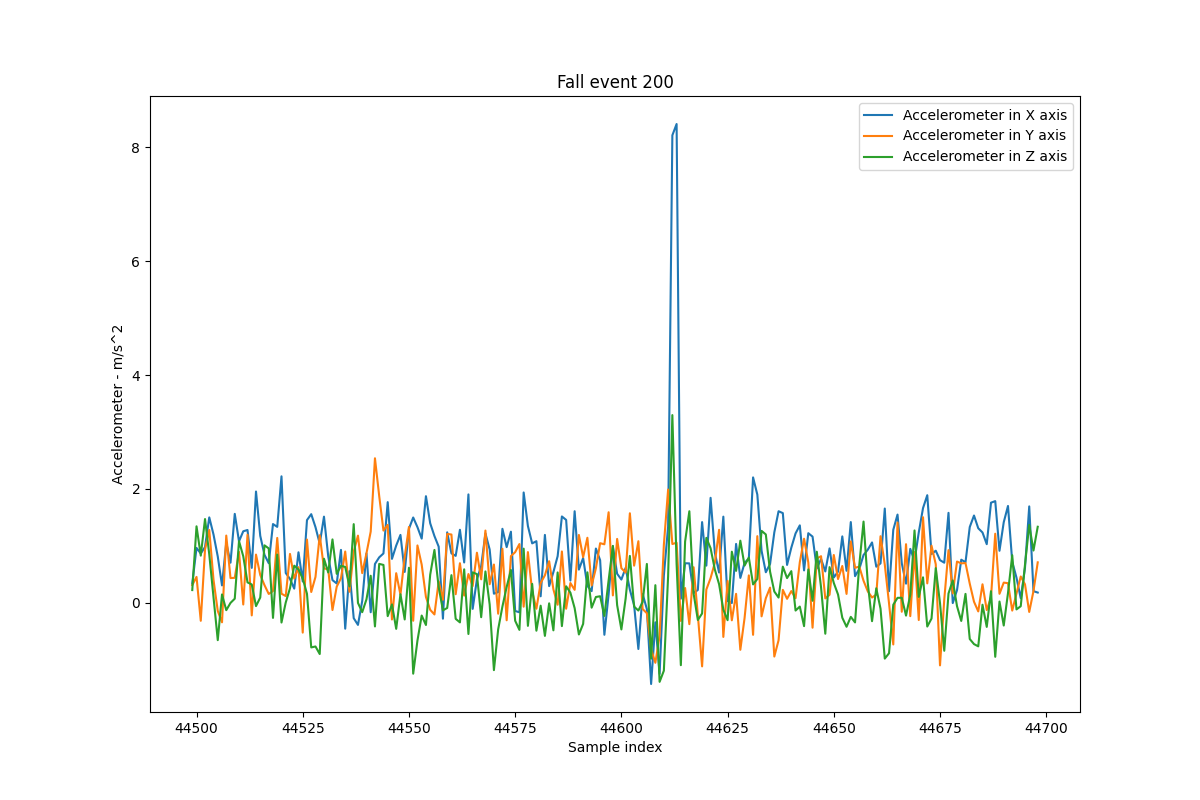 Fall event 200
Accelerometer in X axis
Accelerometer in Y axis
Accelerometer in Z axis
Accelerometer - m/s^2
8
6
4
2
0
44500 44525 44550 44575 44600 44625 44650 44675 44700
Sample index